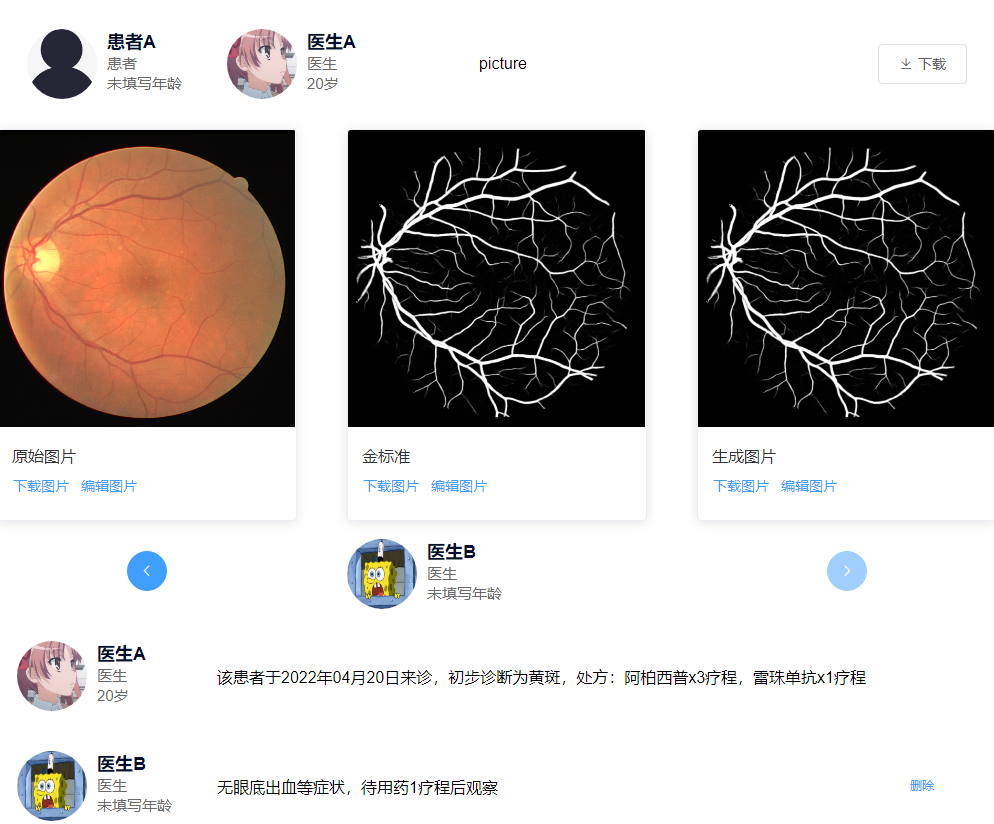 患者A
患者
未填写年龄
医生A
医生
20岁
picture
下载
原始图片
下载图片 编辑图片
金标准
下载图片 编辑图片
生成图片
下载图片 编辑图片
医生B
医生
未填写年龄
医生A
医生
20岁
该患者于2022年04月20日来诊，初步诊断为黄斑，处方：阿柏西普x3疗程，雷珠单抗x1疗程
医生B
医生
未填写年龄
无眼底出血等症状，待用药1疗程后观察
删除